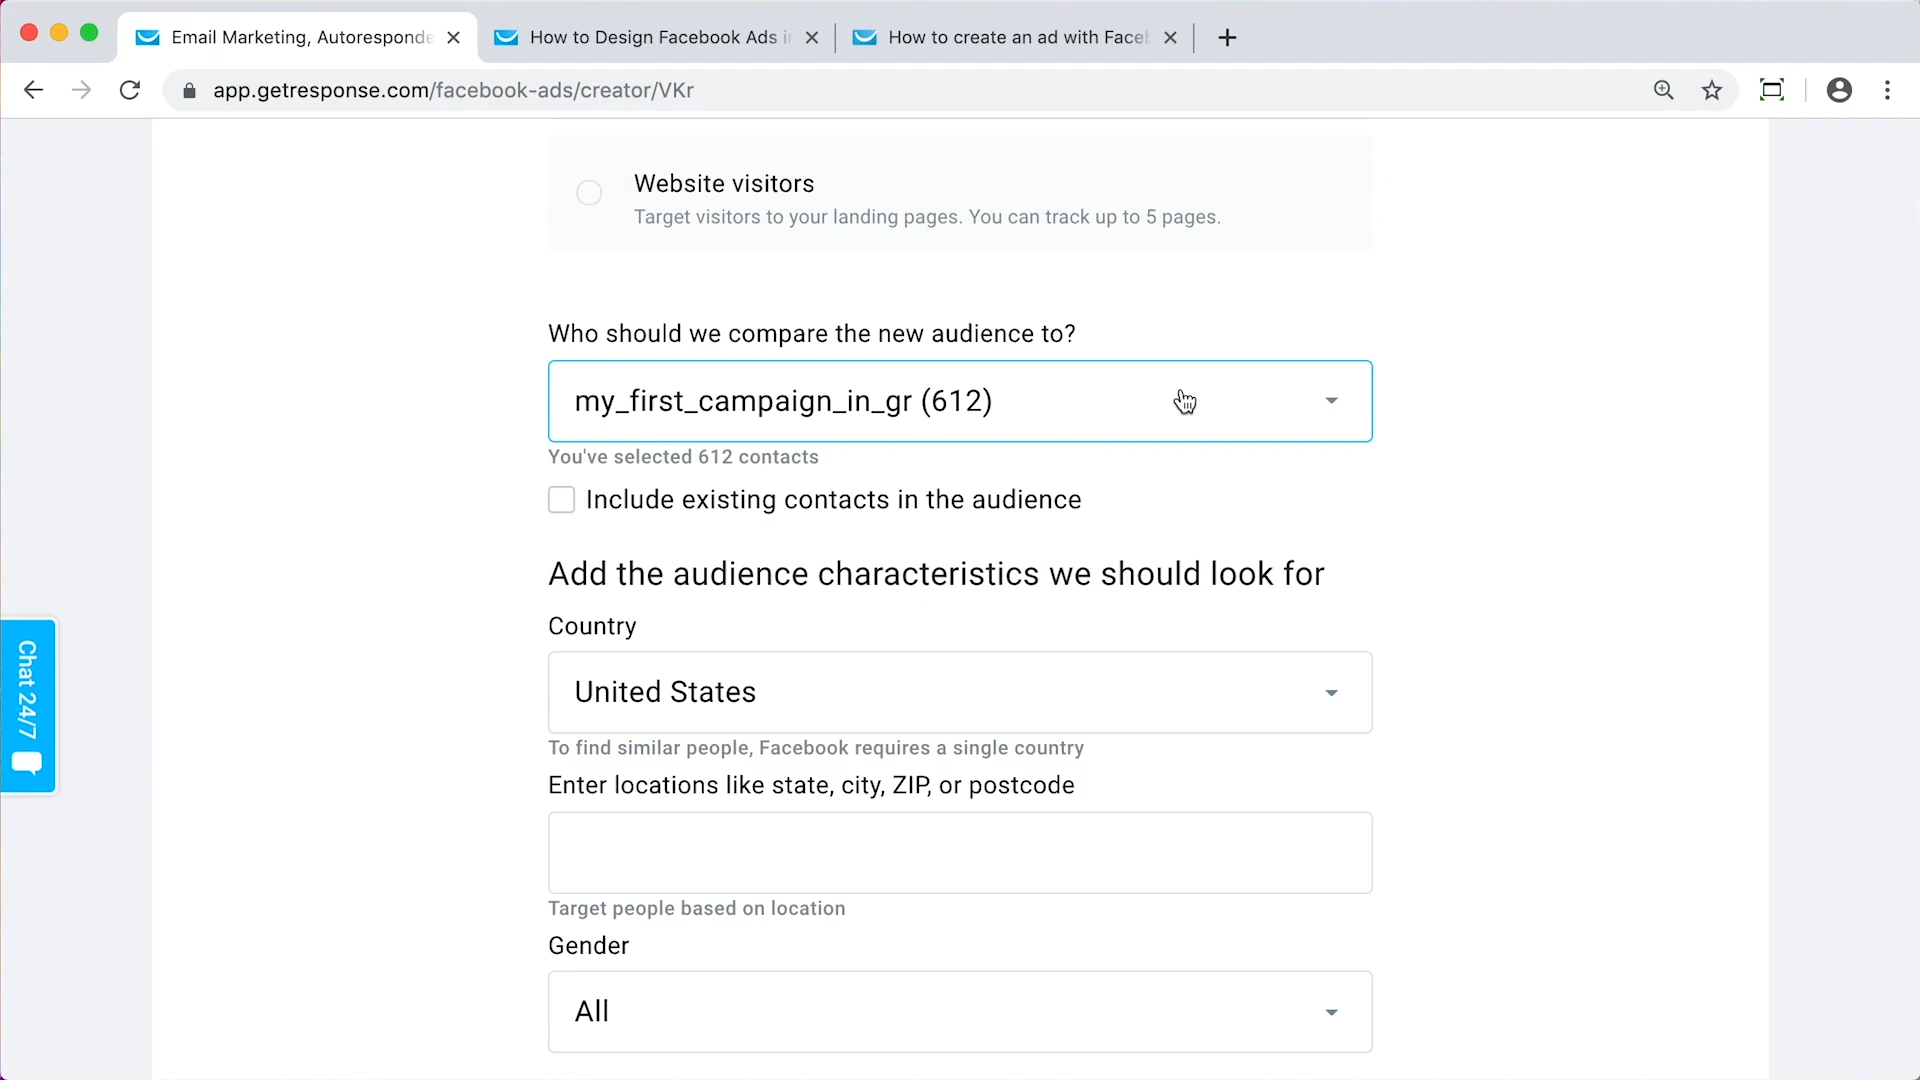 Email Marketing, Autoresponde
How to Design Facebook Ads in
How to create an ad with Faceb
app.getresponse.com/facebook-ads/creator/VKr
Website visitors
Target visitors to your landing pages. You can track up to 5 pages.
Who should we compare the new audience to?
my_first_campaign_in_gr (612)
You've selected 612 contacts
Include existing contacts in the audience
Add the audience characteristics we should look for
Country
United States
To find similar people, Facebook requires a single country
Enter locations like state, city, ZIP, or postcode
Target people based on location
Gender
All
Chat 24/7